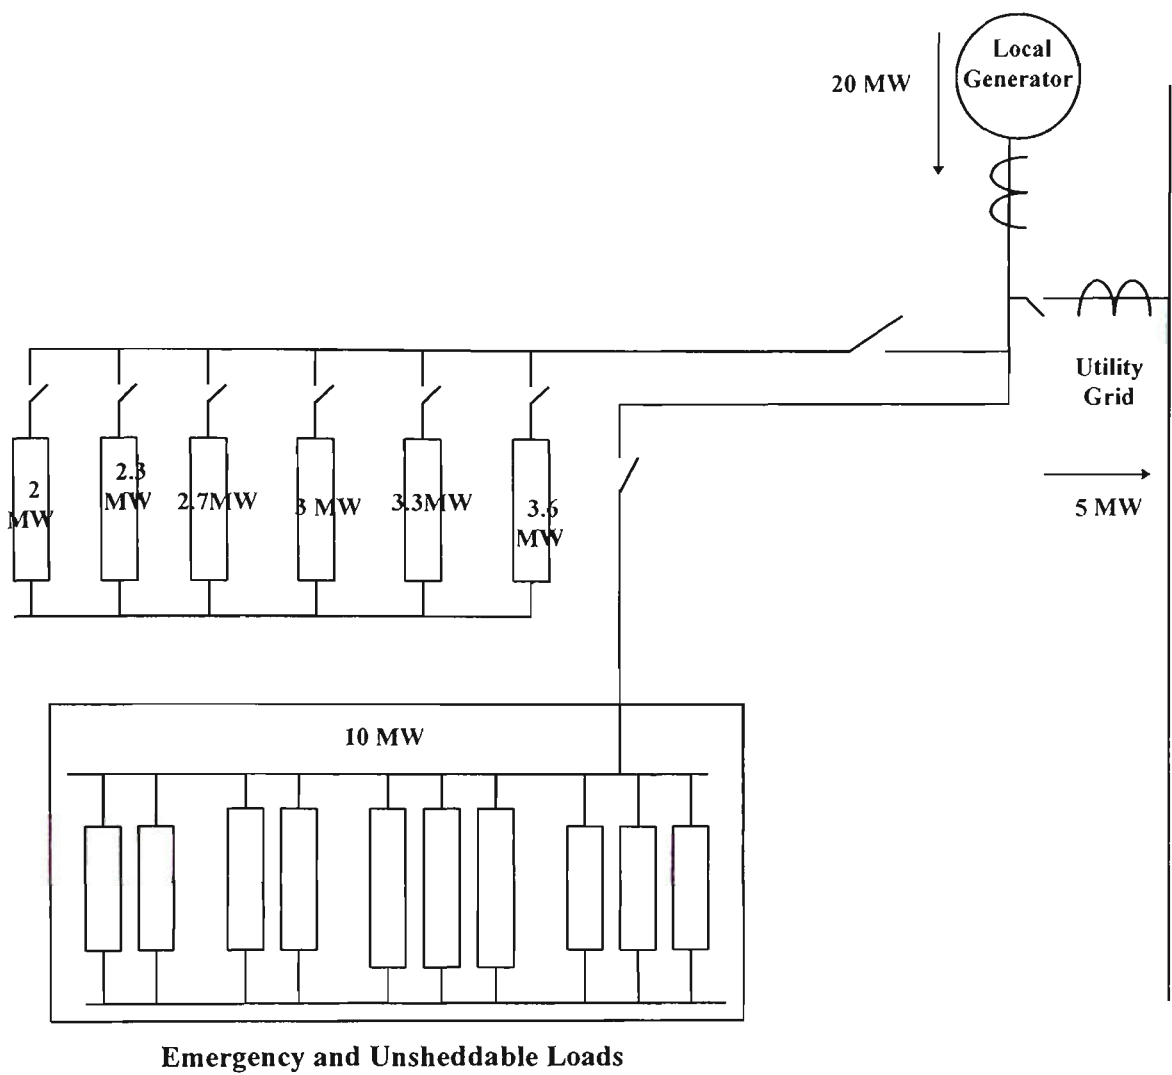 Local
Generator
20 MW
Utility
Grid
5 MW
2
MW
2.3
MW
2.7MW
3 MW
3.3MW
3.6
MW
10 MW
Emergency and Unsheddable Loads